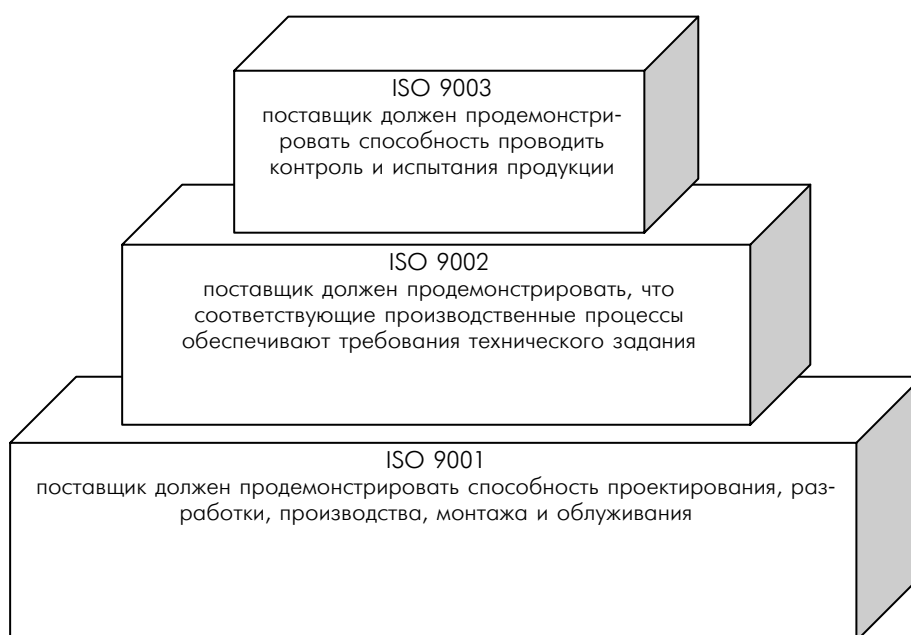 ISO 9003
поставщик должен продемонстри-
ровать способность проводить
контроль и испытания продукции
ISO 9002
поставщик должен продемонстрировать, что
соответствующие производственные процессы
обеспечивают требования технического задания
ISO 9001
поставщик должен продемонстрировать способность проектирования, раз-
работки, производства, монтажа и облуживания